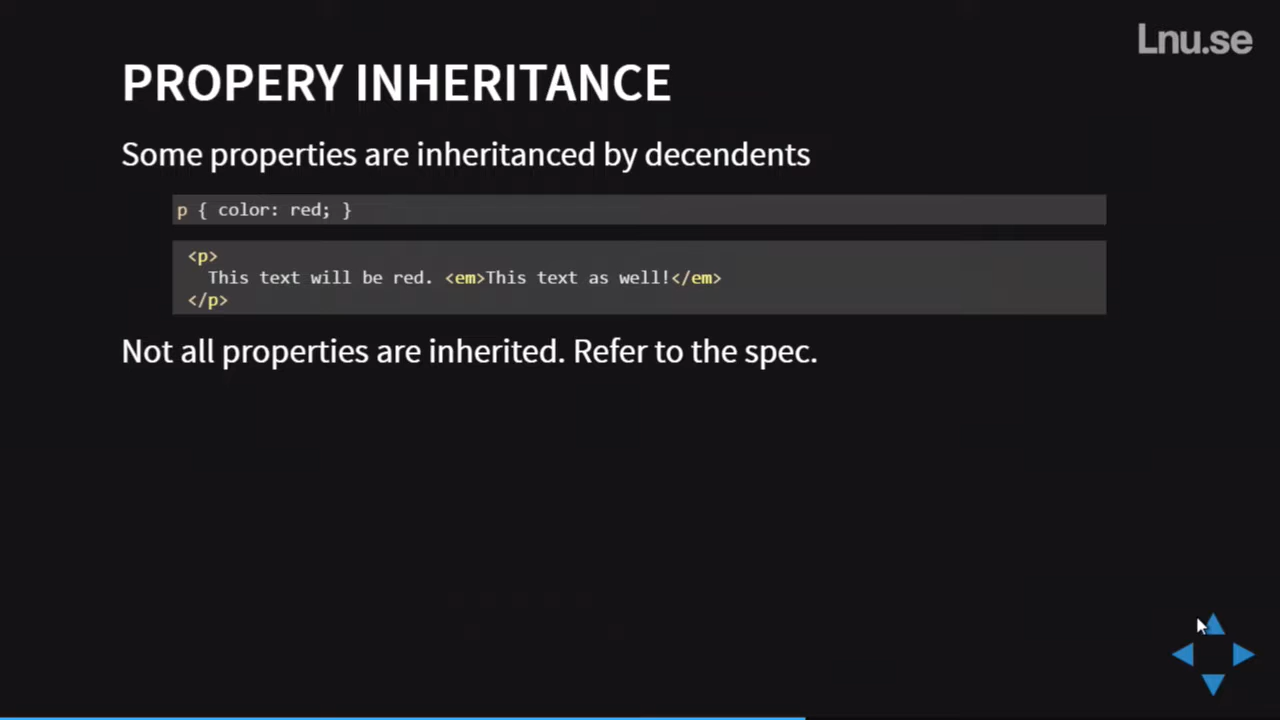 Lnu.se
PROPERY INHERITANCE
Some properties are inheritanced by decendents
p { color: red; }
<p>
This text will be red. <em>This text as well!</em>
</p>
Not all properties are inherited. Refer to the spec.